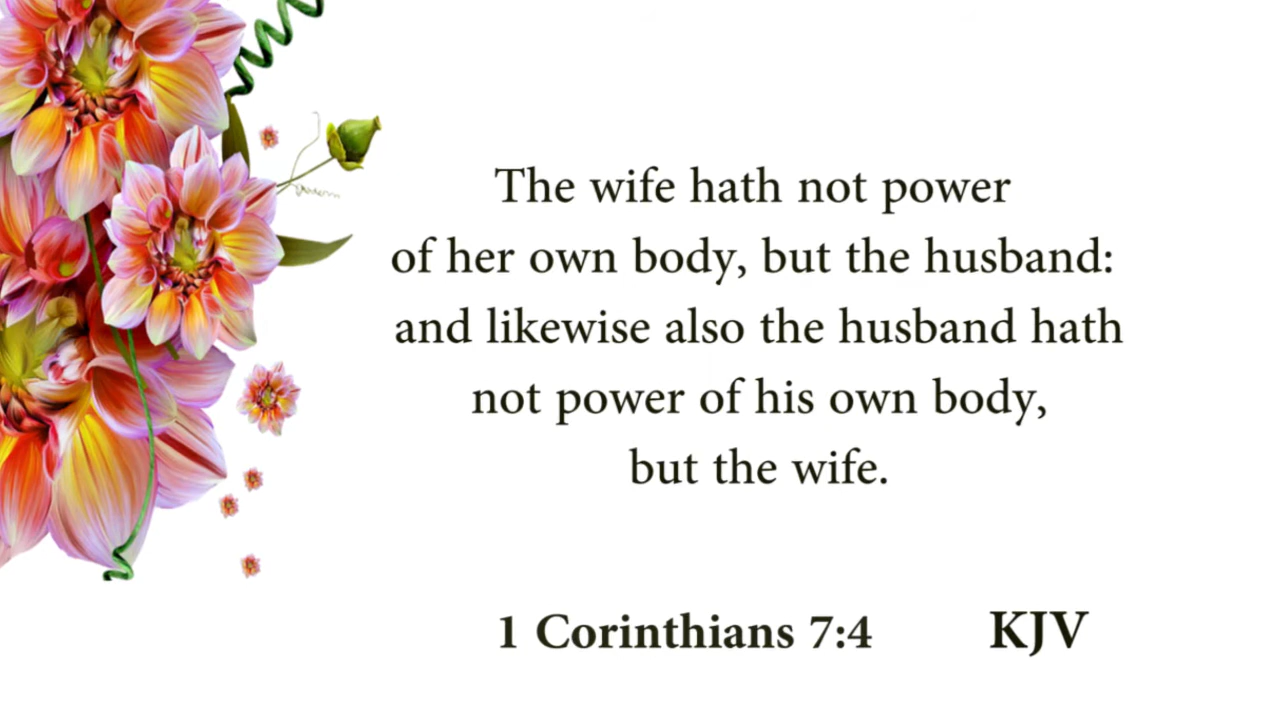 The wife hath not power
of her own body, but the husband:
and likewise also the husband hath
not power of his own body,
but the wife.
1 Corinthians 7:4 KJV